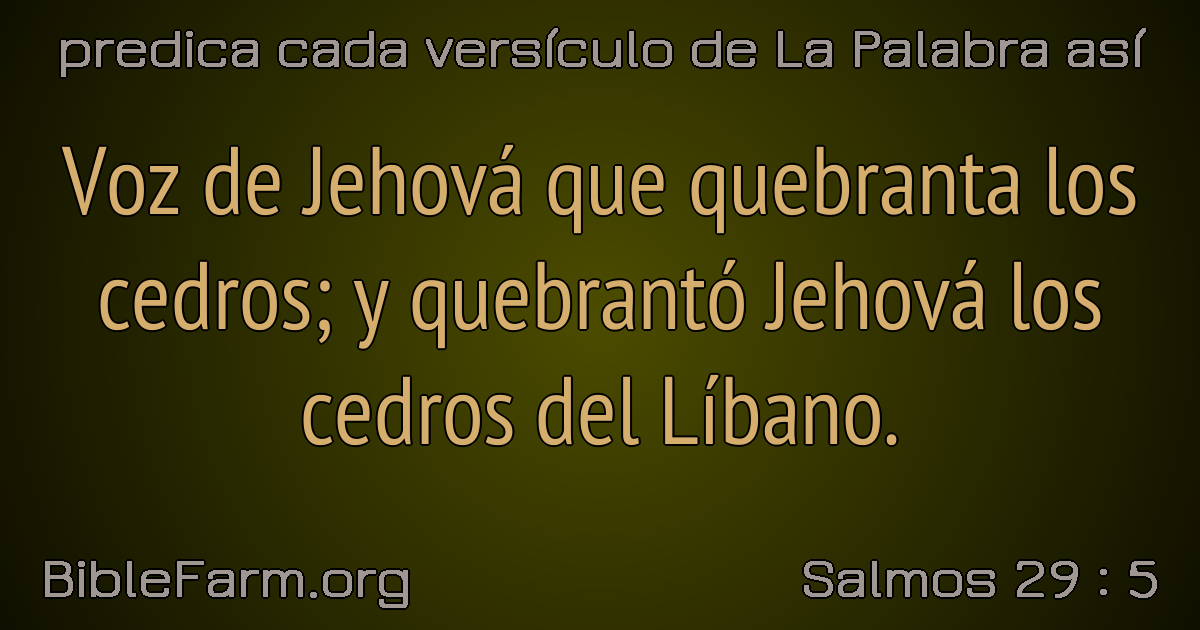 predica cada versículo de La Palabra así
Voz de Jehová que quebranta los
cedros; y quebrantó Jehová los
cedros del Líbano.
BibleFarm.org
Salmos 29 : 5